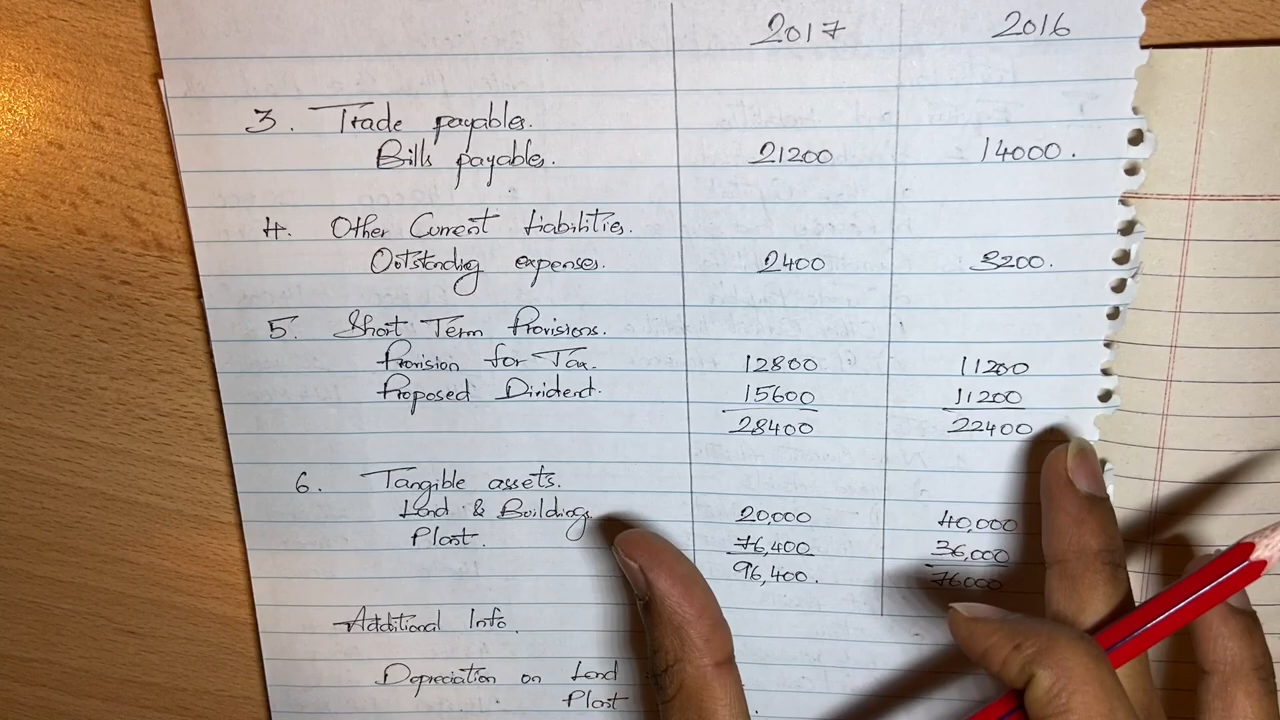 2017 2016
3. Trade payables.
Bills payable. 21200 14000.
4. Other Current Liabilities.
Outstanding expenses. 2400 3200.
5. Short Term Provisions.
Provision for Tax. 12800 11200
Proposed Dividend. 15600 11200
28400 22400
6. Tangible assets.
Land & Building 20,000 40,000
Plant. 76,400 36,000
96,400. 76000
Additional Info.
Depreciation on Land
Plant